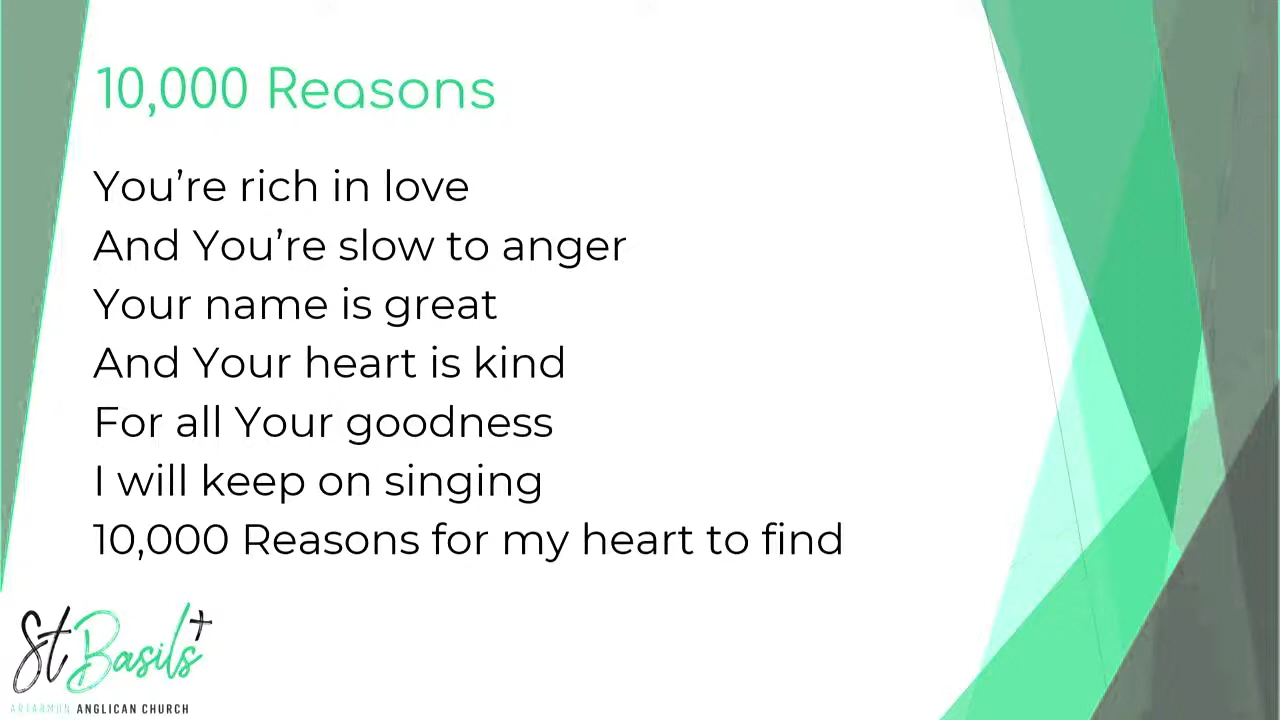 10,000 Reasons
You’re rich in love
And You’re slow to anger
Your name is great
And Your heart is kind
For all Your goodness
I will keep on singing
10,000 Reasons for my heart to find
St Basils
ARTARMON ANGLICAN CHURCH